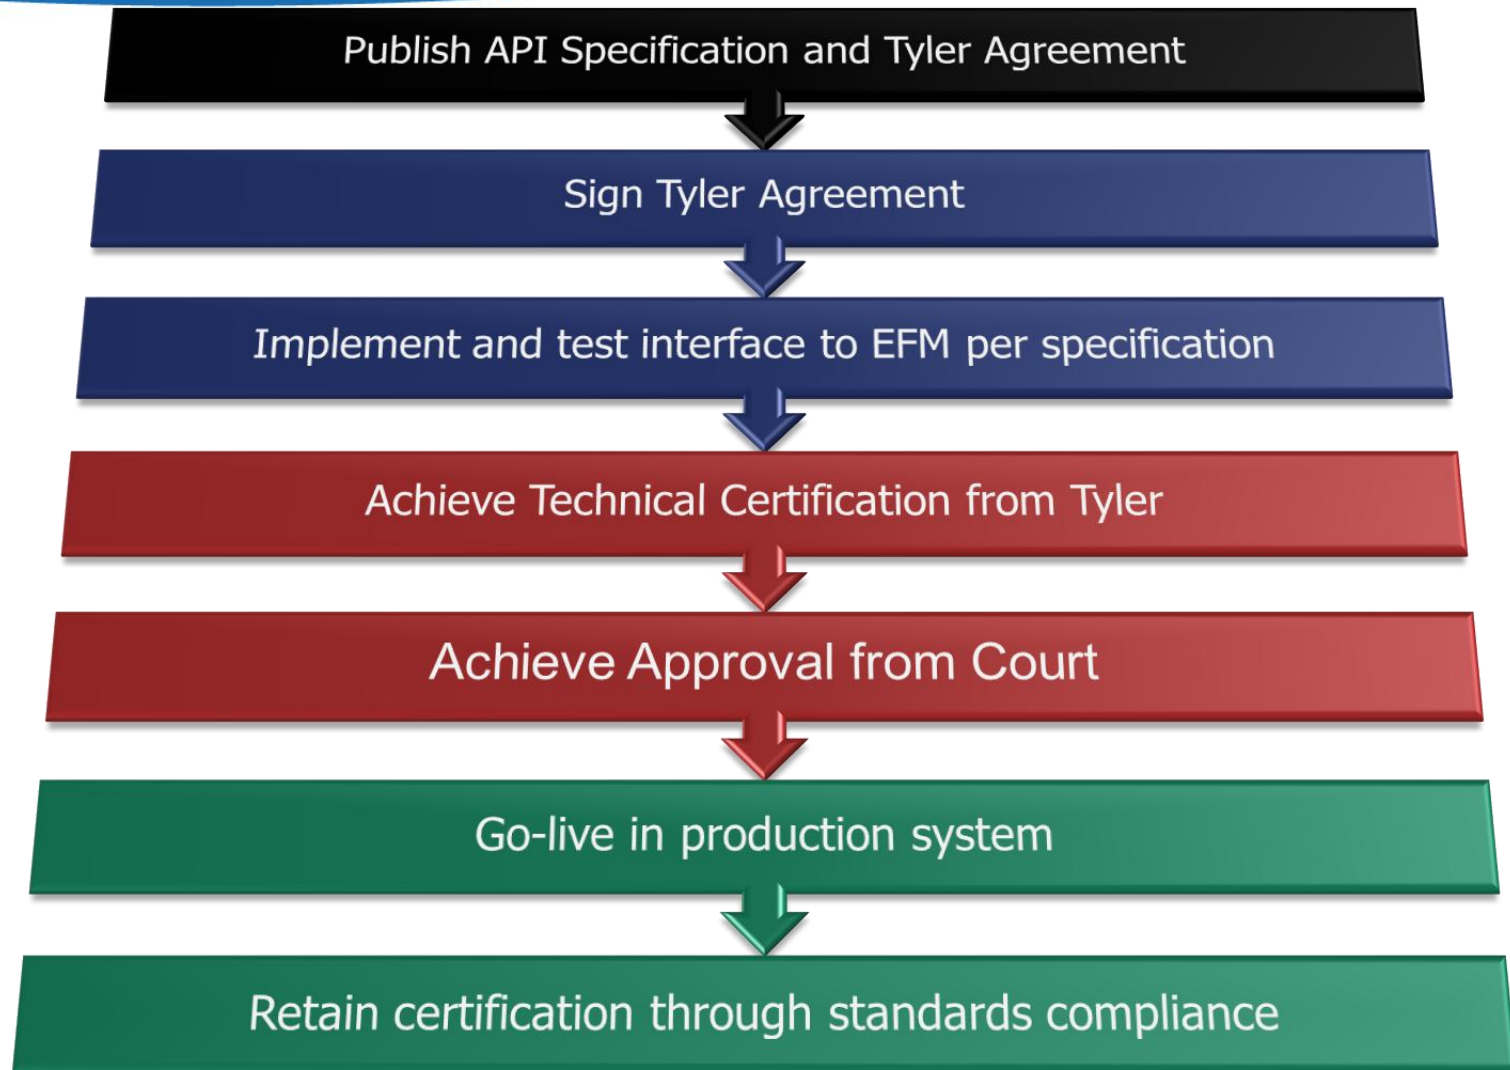 Publish API Specification and Tyler Agreement
Sign Tyler Agreement
Implement and test interface to EFM per specification
Achieve Technical Certification from Tyler
Achieve Approval from Court
Go-live in production system
Retain certification through standards compliance